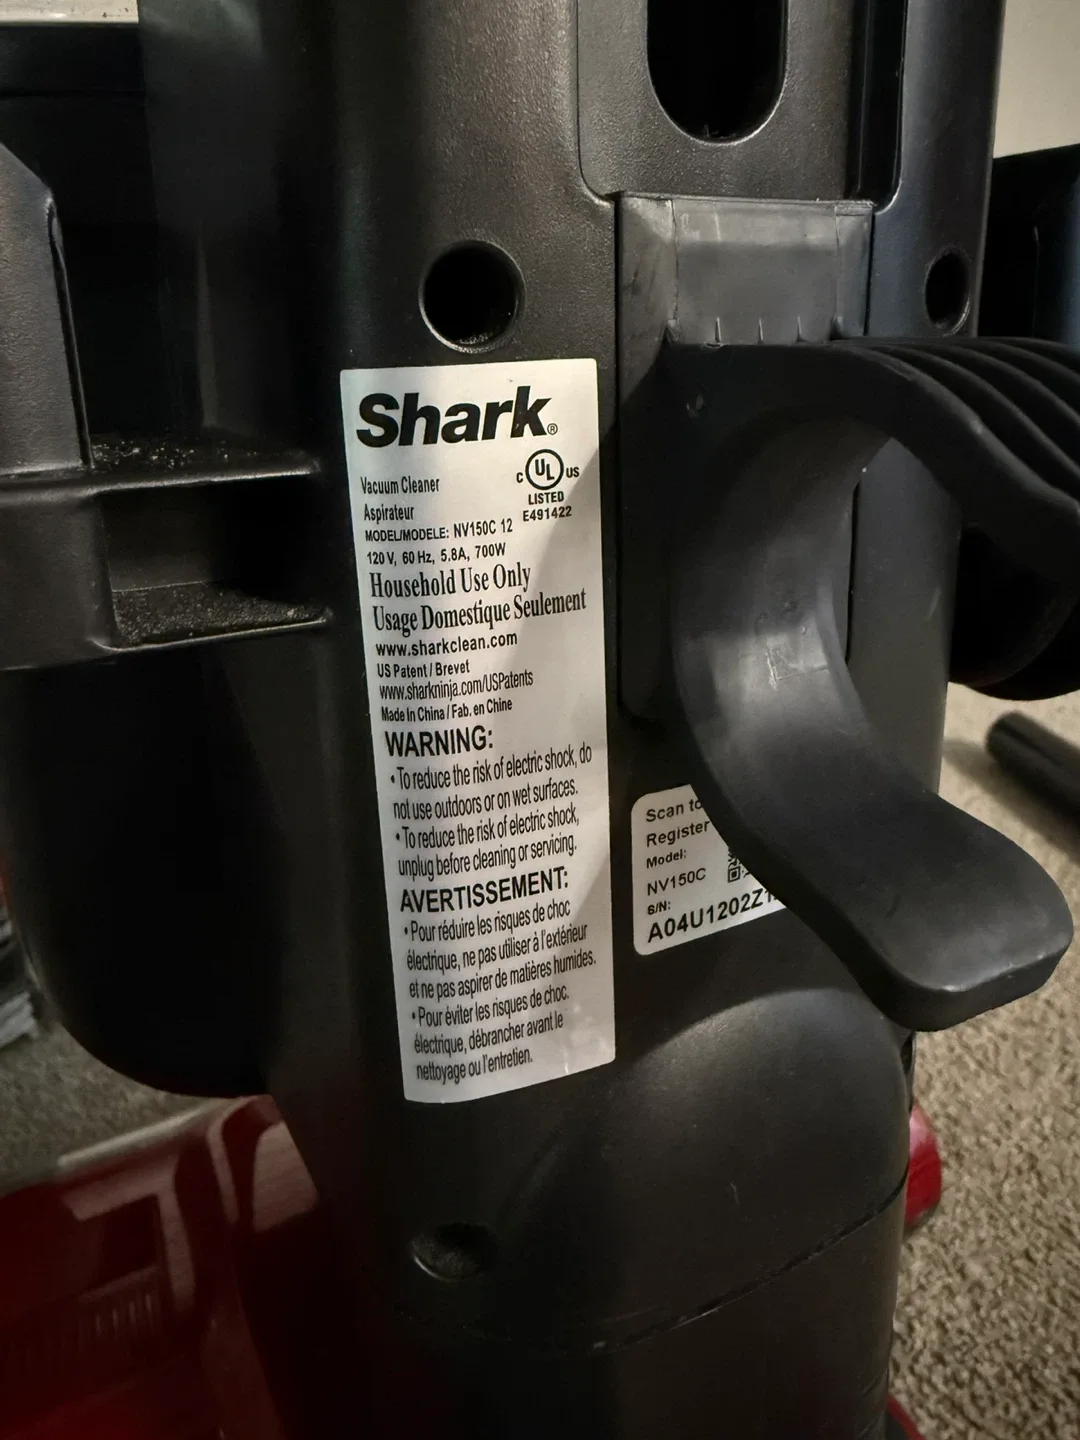 Shark®
C UL US
LISTED
E491422
Vacuum Cleaner
Aspirateur
MODEL/MODELE: NV150C 12
120 V, 60 Hz, 5.8A, 700W
Household Use Only
Usage Domestique Seulement
www.sharkclean.com
US Patent / Brevet
www.sharkninja.com/USPatents
Made in China / Fab. en Chine
WARNING:
• To reduce the risk of electric shock, do
not use outdoors or on wet surfaces.
• To reduce the risk of electric shock,
unplug before cleaning or servicing.
AVERTISSEMENT:
• Pour réduire les risques de choc
électrique, ne pas utiliser à l'extérieur
et ne pas aspirer de matières humides.
• Pour éviter les risques de choc.
électrique, débrancher avant le
nettoyage ou l'entretien.
Scan to
Register
Model:
NV150C
S/N:
A04U1202Z